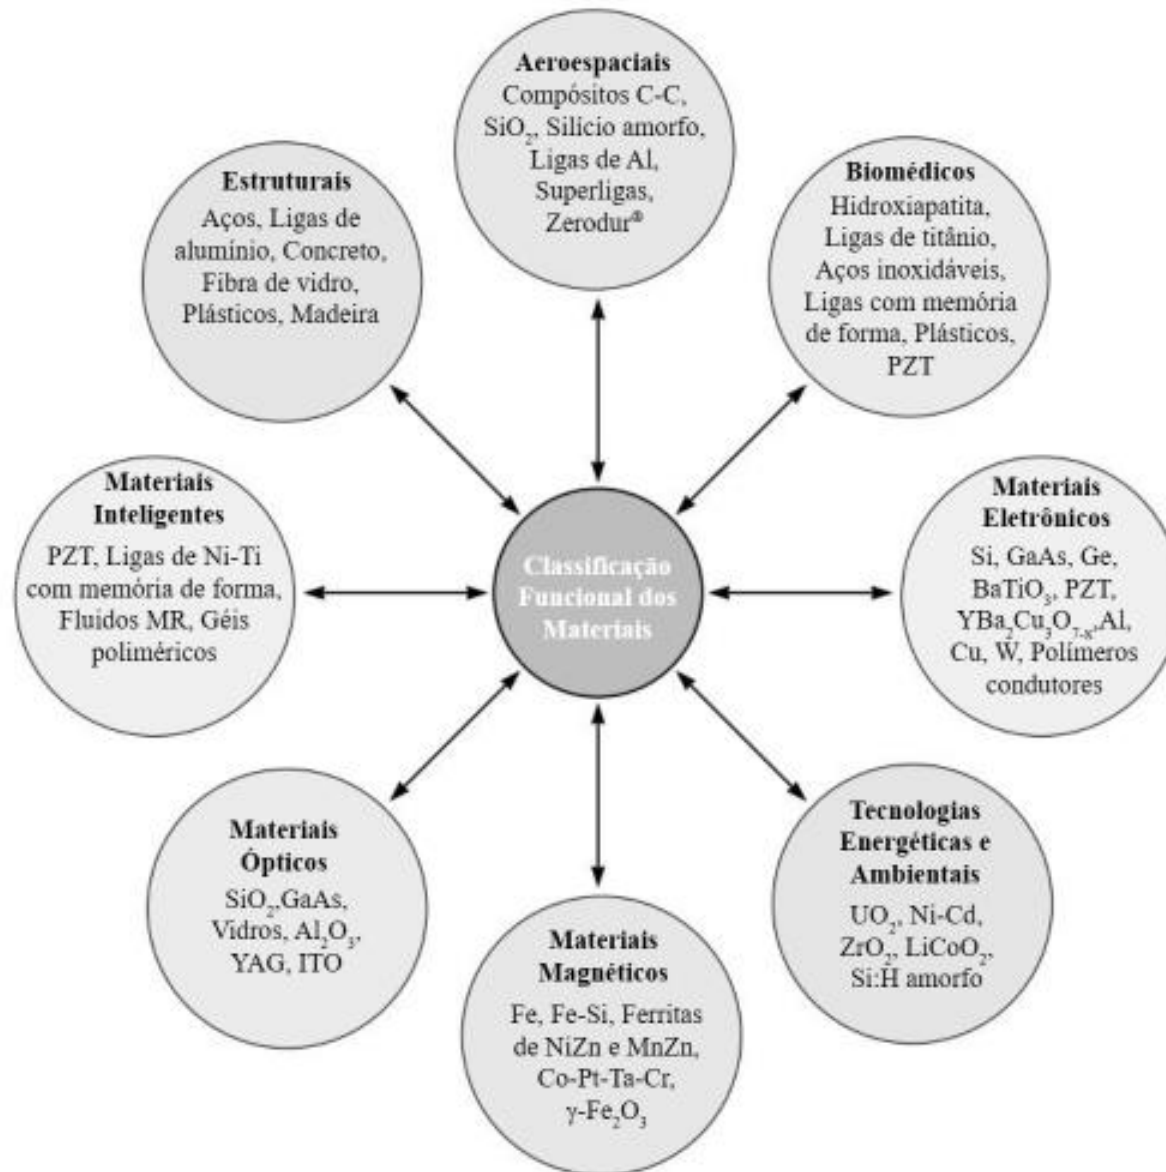 Aeroespaciais
Compósitos C-C,
SiO₂, Silício amorfo,
Ligas de Al,
Superligas,
Zerodur®
Estruturais
Aços, Ligas de
alumínio, Concreto,
Fibra de vidro,
Plásticos, Madeira
Biomédicos
Hidroxiapatita,
Ligas de titânio,
Aços inoxidáveis,
Ligas com memória
de forma, Plásticos,
PZT
Materiais
Inteligentes
PZT, Ligas de Ni-Ti
com memória de forma,
Fluidos MR, Géis
poliméricos
Classificação
Funcional dos
Materiais
Materiais
Eletrônicos
Si, GaAs, Ge,
BaTiO₃, PZT,
YBa₂Cu₃O₇₋ₓ,Al,
Cu, W, Polímeros
condutores
Materiais
Ópticos
SiO₂,GaAs,
Vidros, Al₂O₃,
YAG, ITO
Materiais
Magnéticos
Fe, Fe-Si, Ferritas
de NiZn e MnZn,
Co-Pt-Ta-Cr,
γ-Fe₂O₃
Tecnologias
Energéticas e
Ambientais
UO₂, Ni-Cd,
ZrO₂, LiCoO₂,
Si:H amorfo